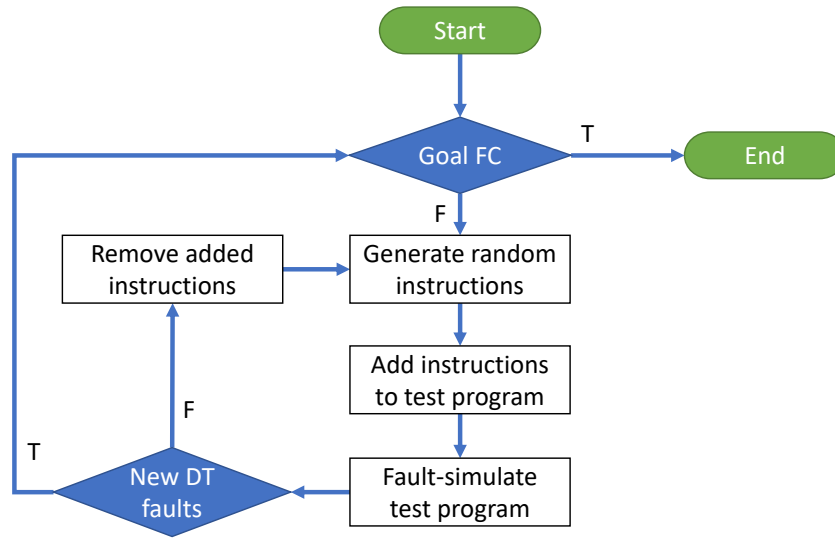 Start
Goal FC
T
End
F
Remove added
instructions
Generate random
instructions
Add instructions
to test program
F
T
New DT
faults
Fault-simulate
test program